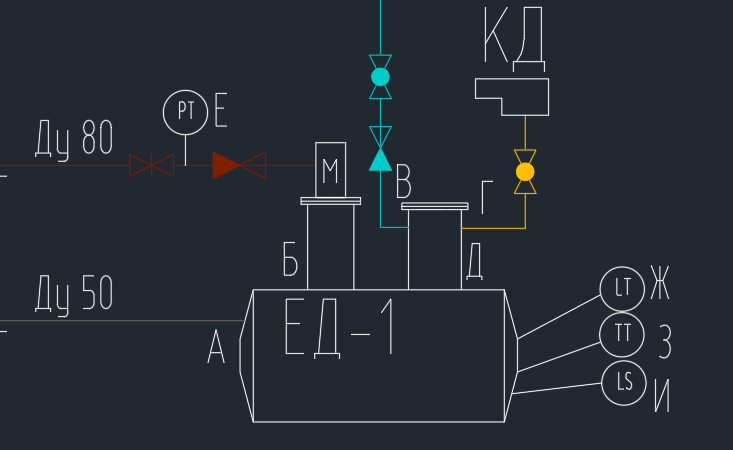 КД
PT Е
Ду 80
М
В
Г
Б
Д
Ду 50
ЕД-1
А
LT Ж
TT З
LS И